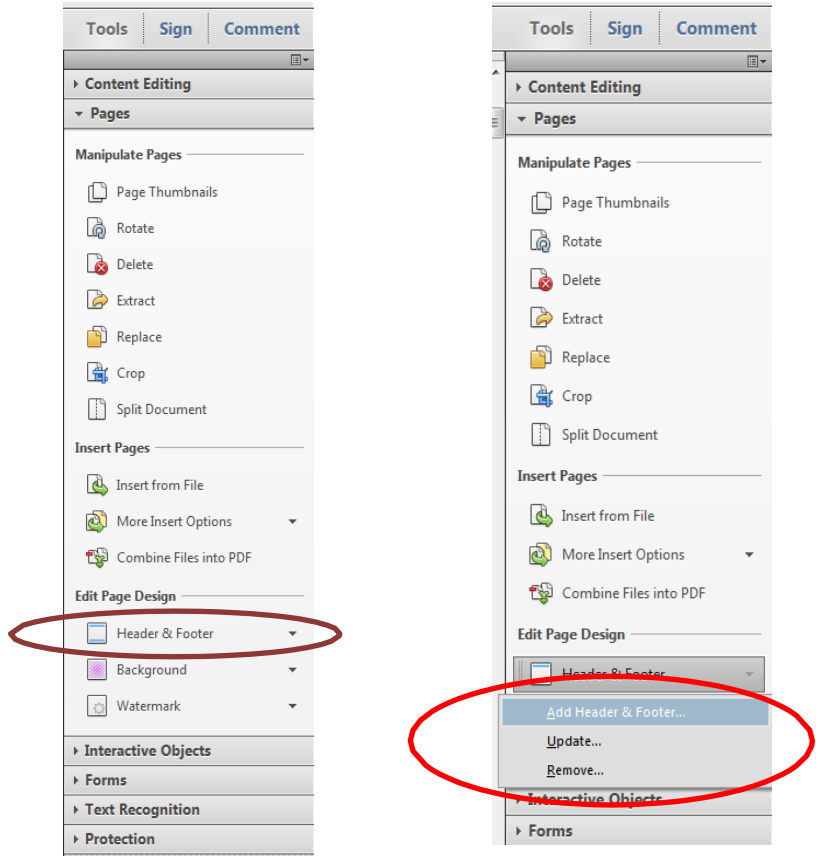 Tools Sign Comment
Content Editing
Pages
Manipulate Pages
Page Thumbnails
Rotate
Delete
Extract
Replace
Crop
Split Document
Insert Pages
Insert from File
More Insert Options
Combine Files into PDF
Edit Page Design
Header & Footer
Background
Watermark
Interactive Objects
Forms
Text Recognition
Protection
Tools Sign Comment
Content Editing
Pages
Manipulate Pages
Page Thumbnails
Rotate
Delete
Extract
Replace
Crop
Split Document
Insert Pages
Insert from File
More Insert Options
Combine Files into PDF
Edit Page Design
Header & Footer
Add Header & Footer...
Update...
Remove...
Interactive Objects
Forms